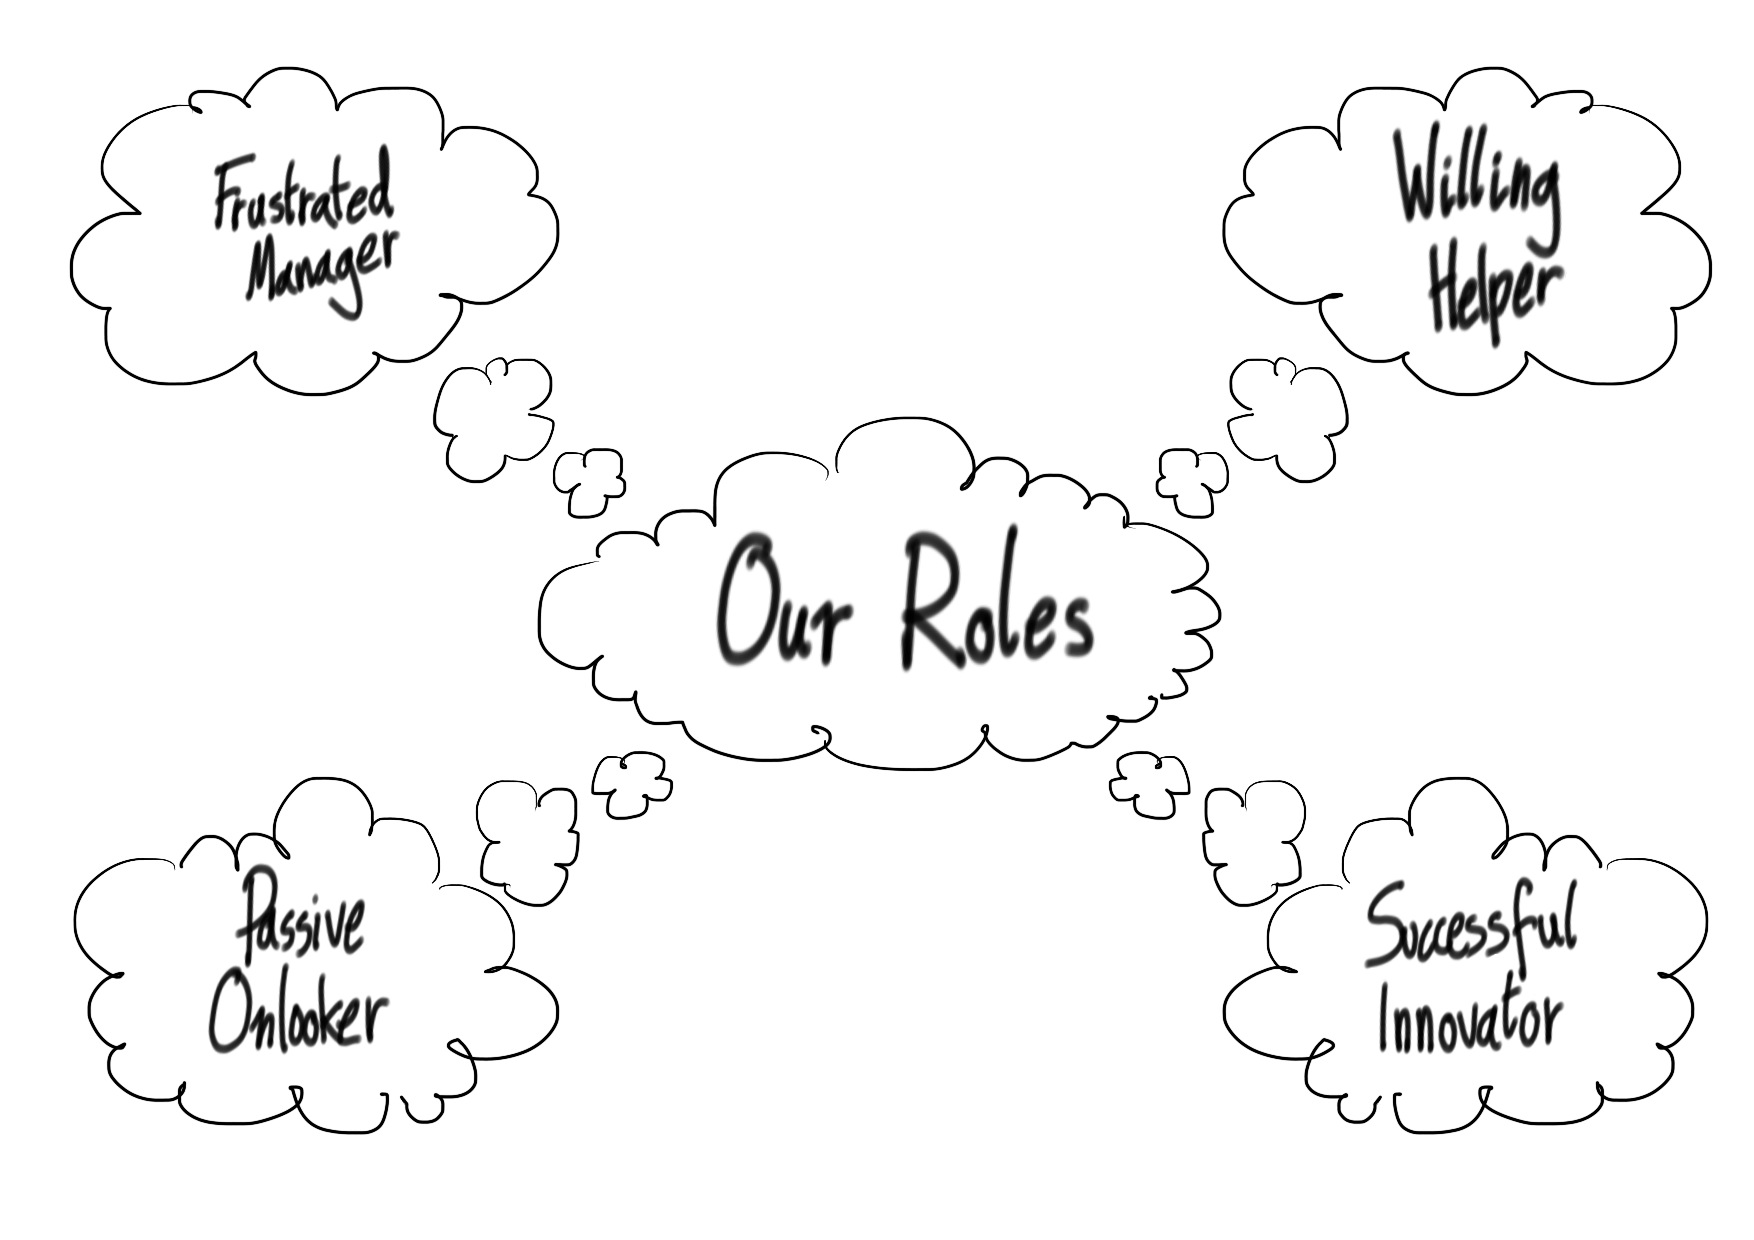 Frustrated
Manager
Willing
Helper
Our Roles
Passive
Onlooker
Successful
Innovator